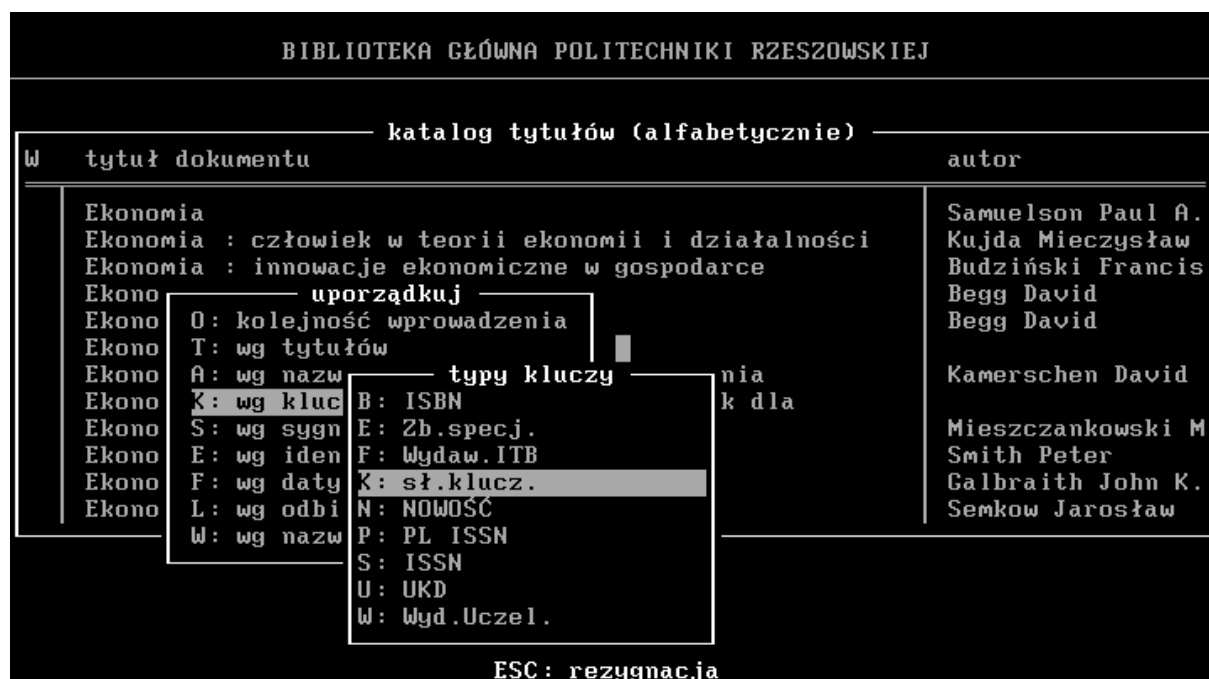 BIBLIOTEKA GŁÓWNA POLITECHNIKI RZESZOWSKIEJ
katalog tytułów (alfabetycznie)
W tytuł dokumentu autor
Ekonomia Samuelson Paul A.
Ekonomia : człowiek w teorii ekonomii i działalności Kujda Mieczysław
Ekonomia : innowacje ekonomiczne w gospodarce Budziński Francis
Ekono uporządkuj Begg David
Ekono O: kolejność wprowadzenia Begg David
Ekono T: wg tytułów
Ekono A: wg nazw typy kluczy nia Kamerschen David
Ekono K: wg kluc B: ISBN k dla
Ekono S: wg sygn E: Zb.specj. Mieszczankowski M
Ekono E: wg iden F: Wydaw.ITB Smith Peter
Ekono F: wg daty K: sł.klucz. Galbraith John K.
Ekono L: wg odbi N: NOWOŚĆ Semkow Jarosław
W: wg nazw P: PL ISSN
S: ISSN
U: UKD
W: Wyd.Uczel.
ESC: rezygnacja